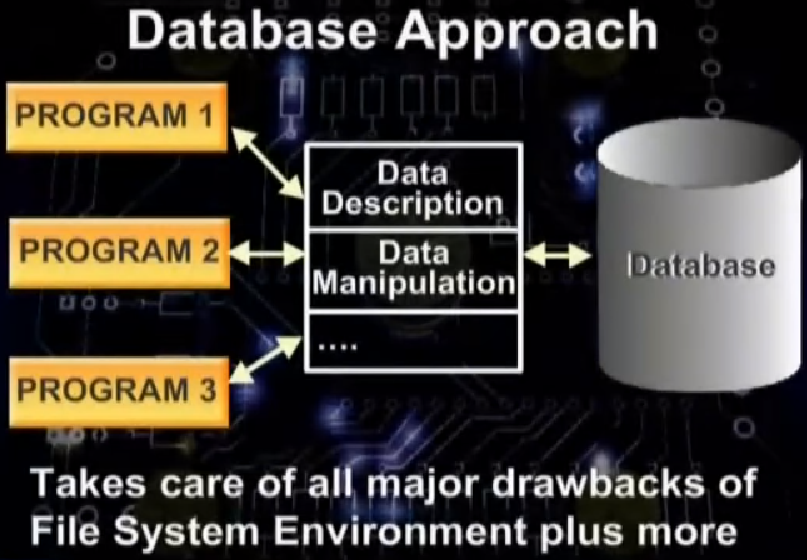 Database Approach
PROGRAM 1
PROGRAM 2
PROGRAM 3
Data
Description
Data
Manipulation
....
Database
Takes care of all major drawbacks of
File System Environment plus more